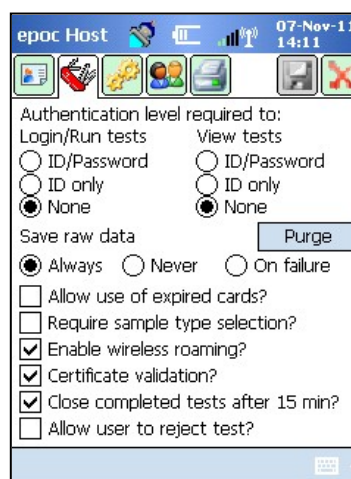 epoc Host
07-Nov-11
14:11
Authentication level required to:
Login/Run tests View tests
ID/Password ID/Password
ID only ID only
None None
Save raw data Purge
Always Never On failure
Allow use of expired cards?
Require sample type selection?
Enable wireless roaming?
Certificate validation?
Close completed tests after 15 min?
Allow user to reject test?